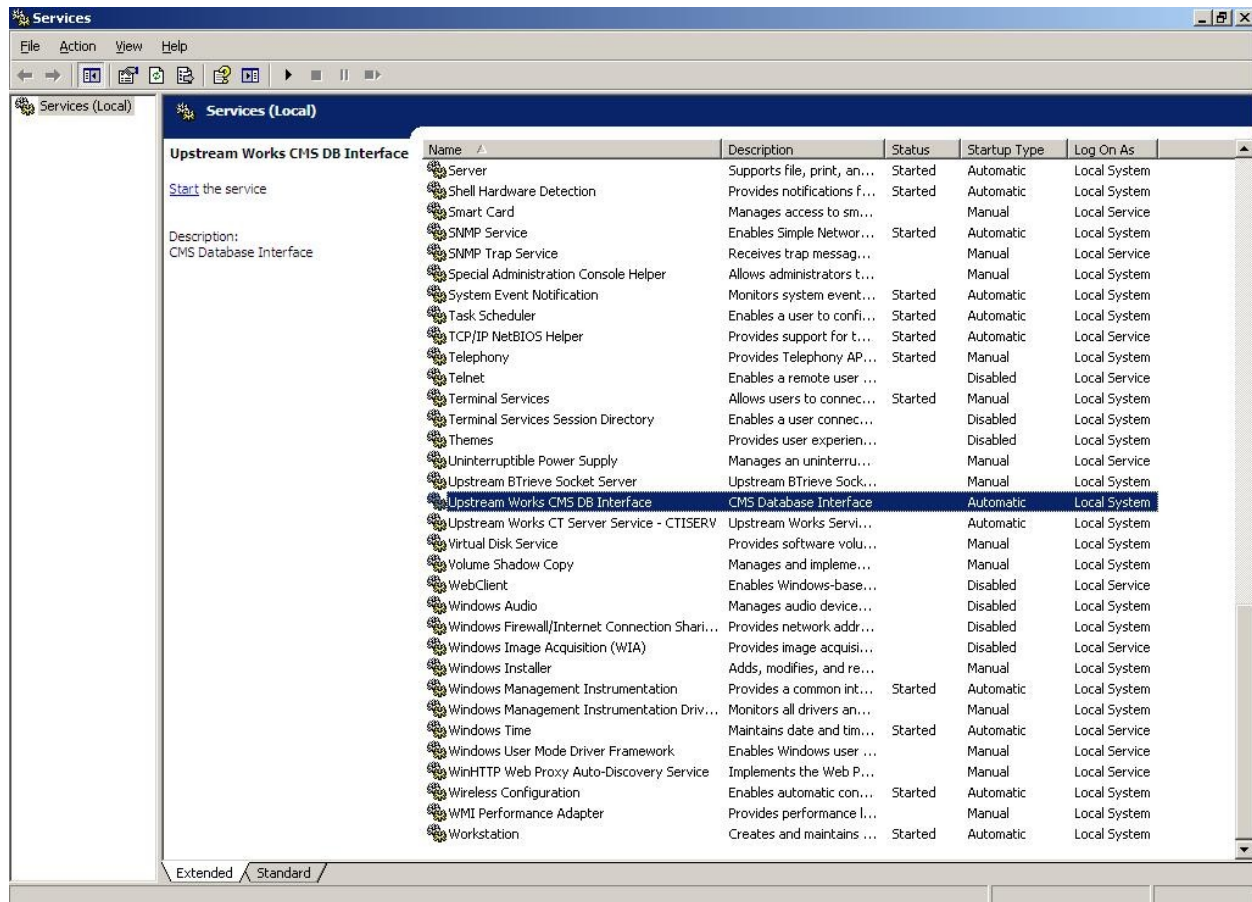 Services
File Action View Help
Services (Local)
Services (Local)
Upstream Works CMS DB Interface
Start the service
Description:
CMS Database Interface
Name Description Status Startup Type Log On As
Server Supports file, print, an... Started Automatic Local System
Shell Hardware Detection Provides notifications f... Started Automatic Local System
Smart Card Manages access to sm... Manual Local Service
SNMP Service Enables Simple Networ... Started Automatic Local System
SNMP Trap Service Receives trap messag... Manual Local Service
Special Administration Console Helper Allows administrators t... Manual Local System
System Event Notification Monitors system event... Started Automatic Local System
Task Scheduler Enables a user to confi... Started Automatic Local System
TCP/IP NetBIOS Helper Provides support for t... Started Automatic Local Service
Telephony Provides Telephony AP... Started Manual Local System
Telnet Enables a remote user ... Disabled Local Service
Terminal Services Allows users to connec... Started Manual Local System
Terminal Services Session Directory Enables a user connec... Disabled Local System
Themes Provides user experien... Disabled Local System
Uninterruptible Power Supply Manages an uninterru... Manual Local Service
Upstream BTrieve Socket Server Upstream BTrieve Sock... Manual Local System
Upstream Works CMS DB Interface CMS Database Interface Automatic Local System
Upstream Works CT Server Service - CTISERV Upstream Works Servi... Automatic Local System
Virtual Disk Service Provides software volu... Manual Local System
Volume Shadow Copy Manages and impleme... Manual Local System
WebClient Enables Windows-base... Disabled Local Service
Windows Audio Manages audio device... Disabled Local System
Windows Firewall/Internet Connection Shari... Provides network addr... Disabled Local System
Windows Image Acquisition (WIA) Provides image acquisi... Disabled Local Service
Windows Installer Adds, modifies, and re... Manual Local System
Windows Management Instrumentation Provides a common int... Started Automatic Local System
Windows Management Instrumentation Driv... Monitors all drivers an... Manual Local System
Windows Time Maintains date and tim... Started Automatic Local Service
Windows User Mode Driver Framework Enables Windows user ... Manual Local Service
WinHTTP Web Proxy Auto-Discovery Service Implements the Web P... Manual Local Service
Wireless Configuration Enables automatic con... Started Automatic Local System
WMI Performance Adapter Provides performance l... Manual Local System
Workstation Creates and maintains ... Started Automatic Local System
Extended Standard